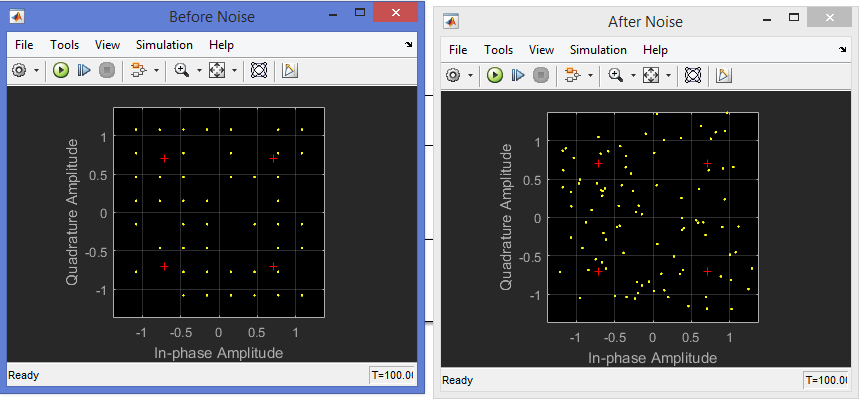 Before Noise
File Tools View Simulation Help
Quadrature Amplitude
1
0.5
0
-0.5
-1
-1 -0.5 0 0.5 1
In-phase Amplitude
Ready T=100.0
After Noise
File Tools View Simulation Help
Quadrature Amplitude
1
0.5
0
-0.5
-1
-1 -0.5 0 0.5 1
In-phase Amplitude
Ready T=100.0